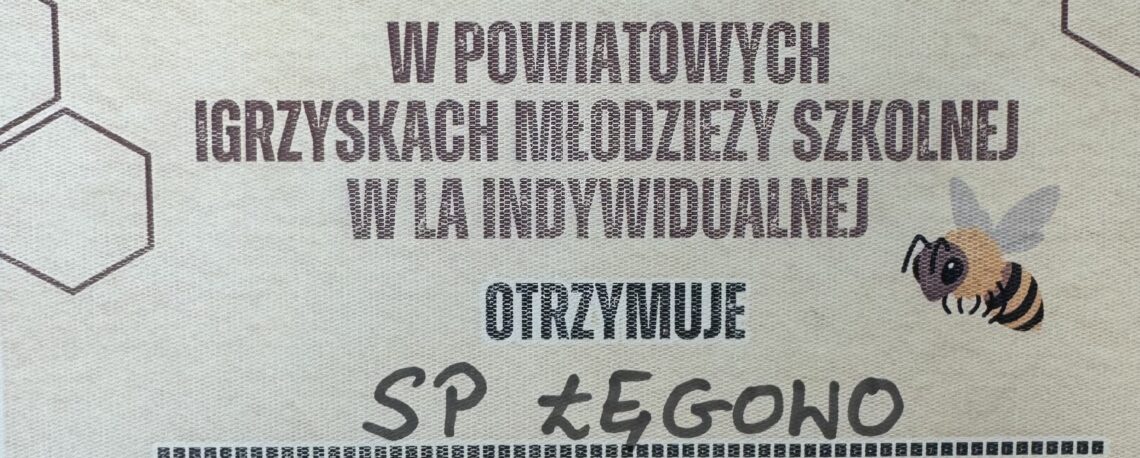 W POWIATOWYCH
IGRZYSKACH MŁODZIEŻY SZKOLNEJ
W LA INDYWIDUALNEJ
OTRZYMUJE
SP ŁĘGOWO